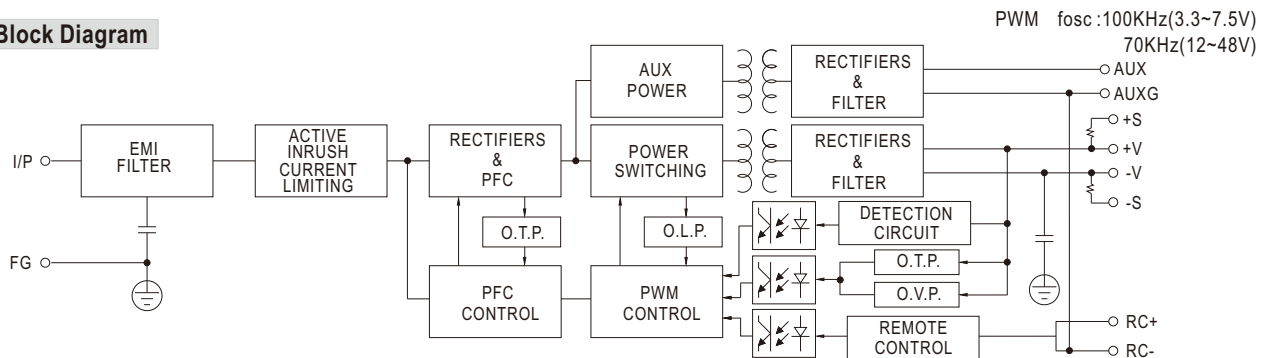 Block Diagram
PWM fosc :100KHz(3.3~7.5V)
70KHz(12~48V)
I/P
EMI
FILTER
FG
ACTIVE
INRUSH
CURRENT
LIMITING
RECTIFIERS
&
PFC
O.T.P.
PFC
CONTROL
AUX
POWER
POWER
SWITCHING
O.L.P.
PWM
CONTROL
RECTIFIERS
&
FILTER
RECTIFIERS
&
FILTER
DETECTION
CIRCUIT
O.T.P.
O.V.P.
REMOTE
CONTROL
AUX
AUXG
+S
+V
-V
-S
RC+
RC-